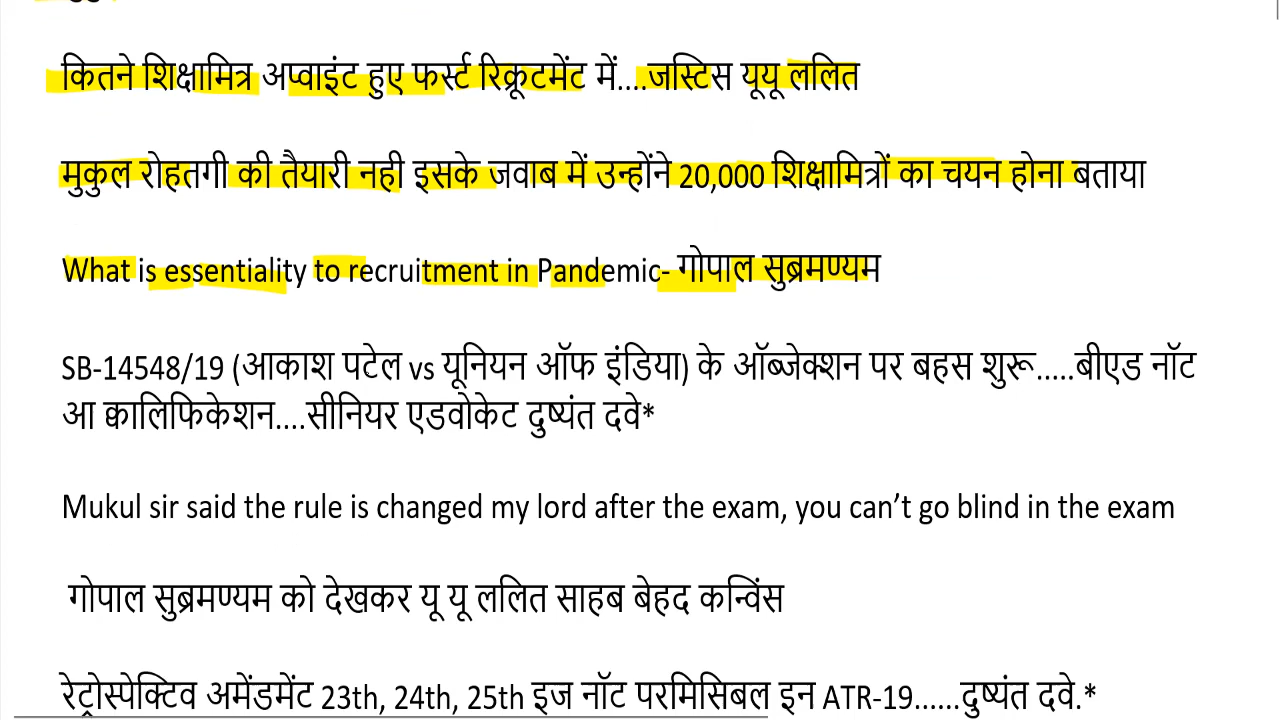 कितने शिक्षामित्र अप्वाइंट हुए फर्स्ट रिक्रूटमेंट में....जस्टिस यूयू ललित
मुकुल रोहतगी की तैयारी नही इसके जवाब में उन्होंने 20,000 शिक्षामित्रों का चयन होना बताया
What is essentiality to recruitment in Pandemic- गोपाल सुब्रमण्यम
SB-14548/19 (आकाश पटेल vs यूनियन ऑफ इंडिया) के ऑब्जेक्शन पर बहस शुरू.....बीएड नॉट
आ क्वालिफिकेशन....सीनियर एडवोकेट दुष्यंत दवे*
Mukul sir said the rule is changed my lord after the exam, you can’t go blind in the exam
गोपाल सुब्रमण्यम को देखकर यू यू ललित साहब बेहद कन्विंस
रेट्रोस्पेक्टिव अमेंडमेंट 23th, 24th, 25th इज नॉट परमिसिबल इन ATR-19......दुष्यंत दवे.*